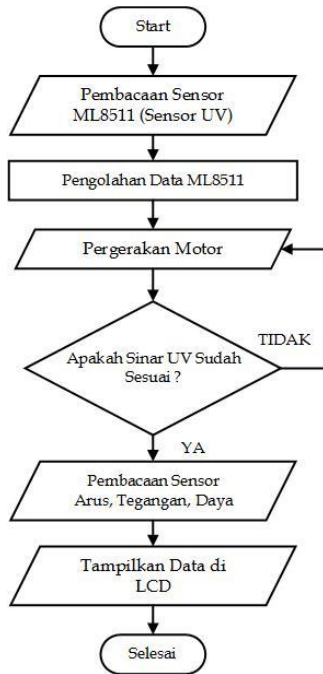 Start
Pembacaan Sensor
ML8511 (Sensor UV)
Pengolahan Data ML8511
Pergerakan Motor
Apakah Sinar UV Sudah
Sesuai ?
TIDAK
YA
Pembacaan Sensor
Arus, Tegangan, Daya
Tampilkan Data di
LCD
Selesai